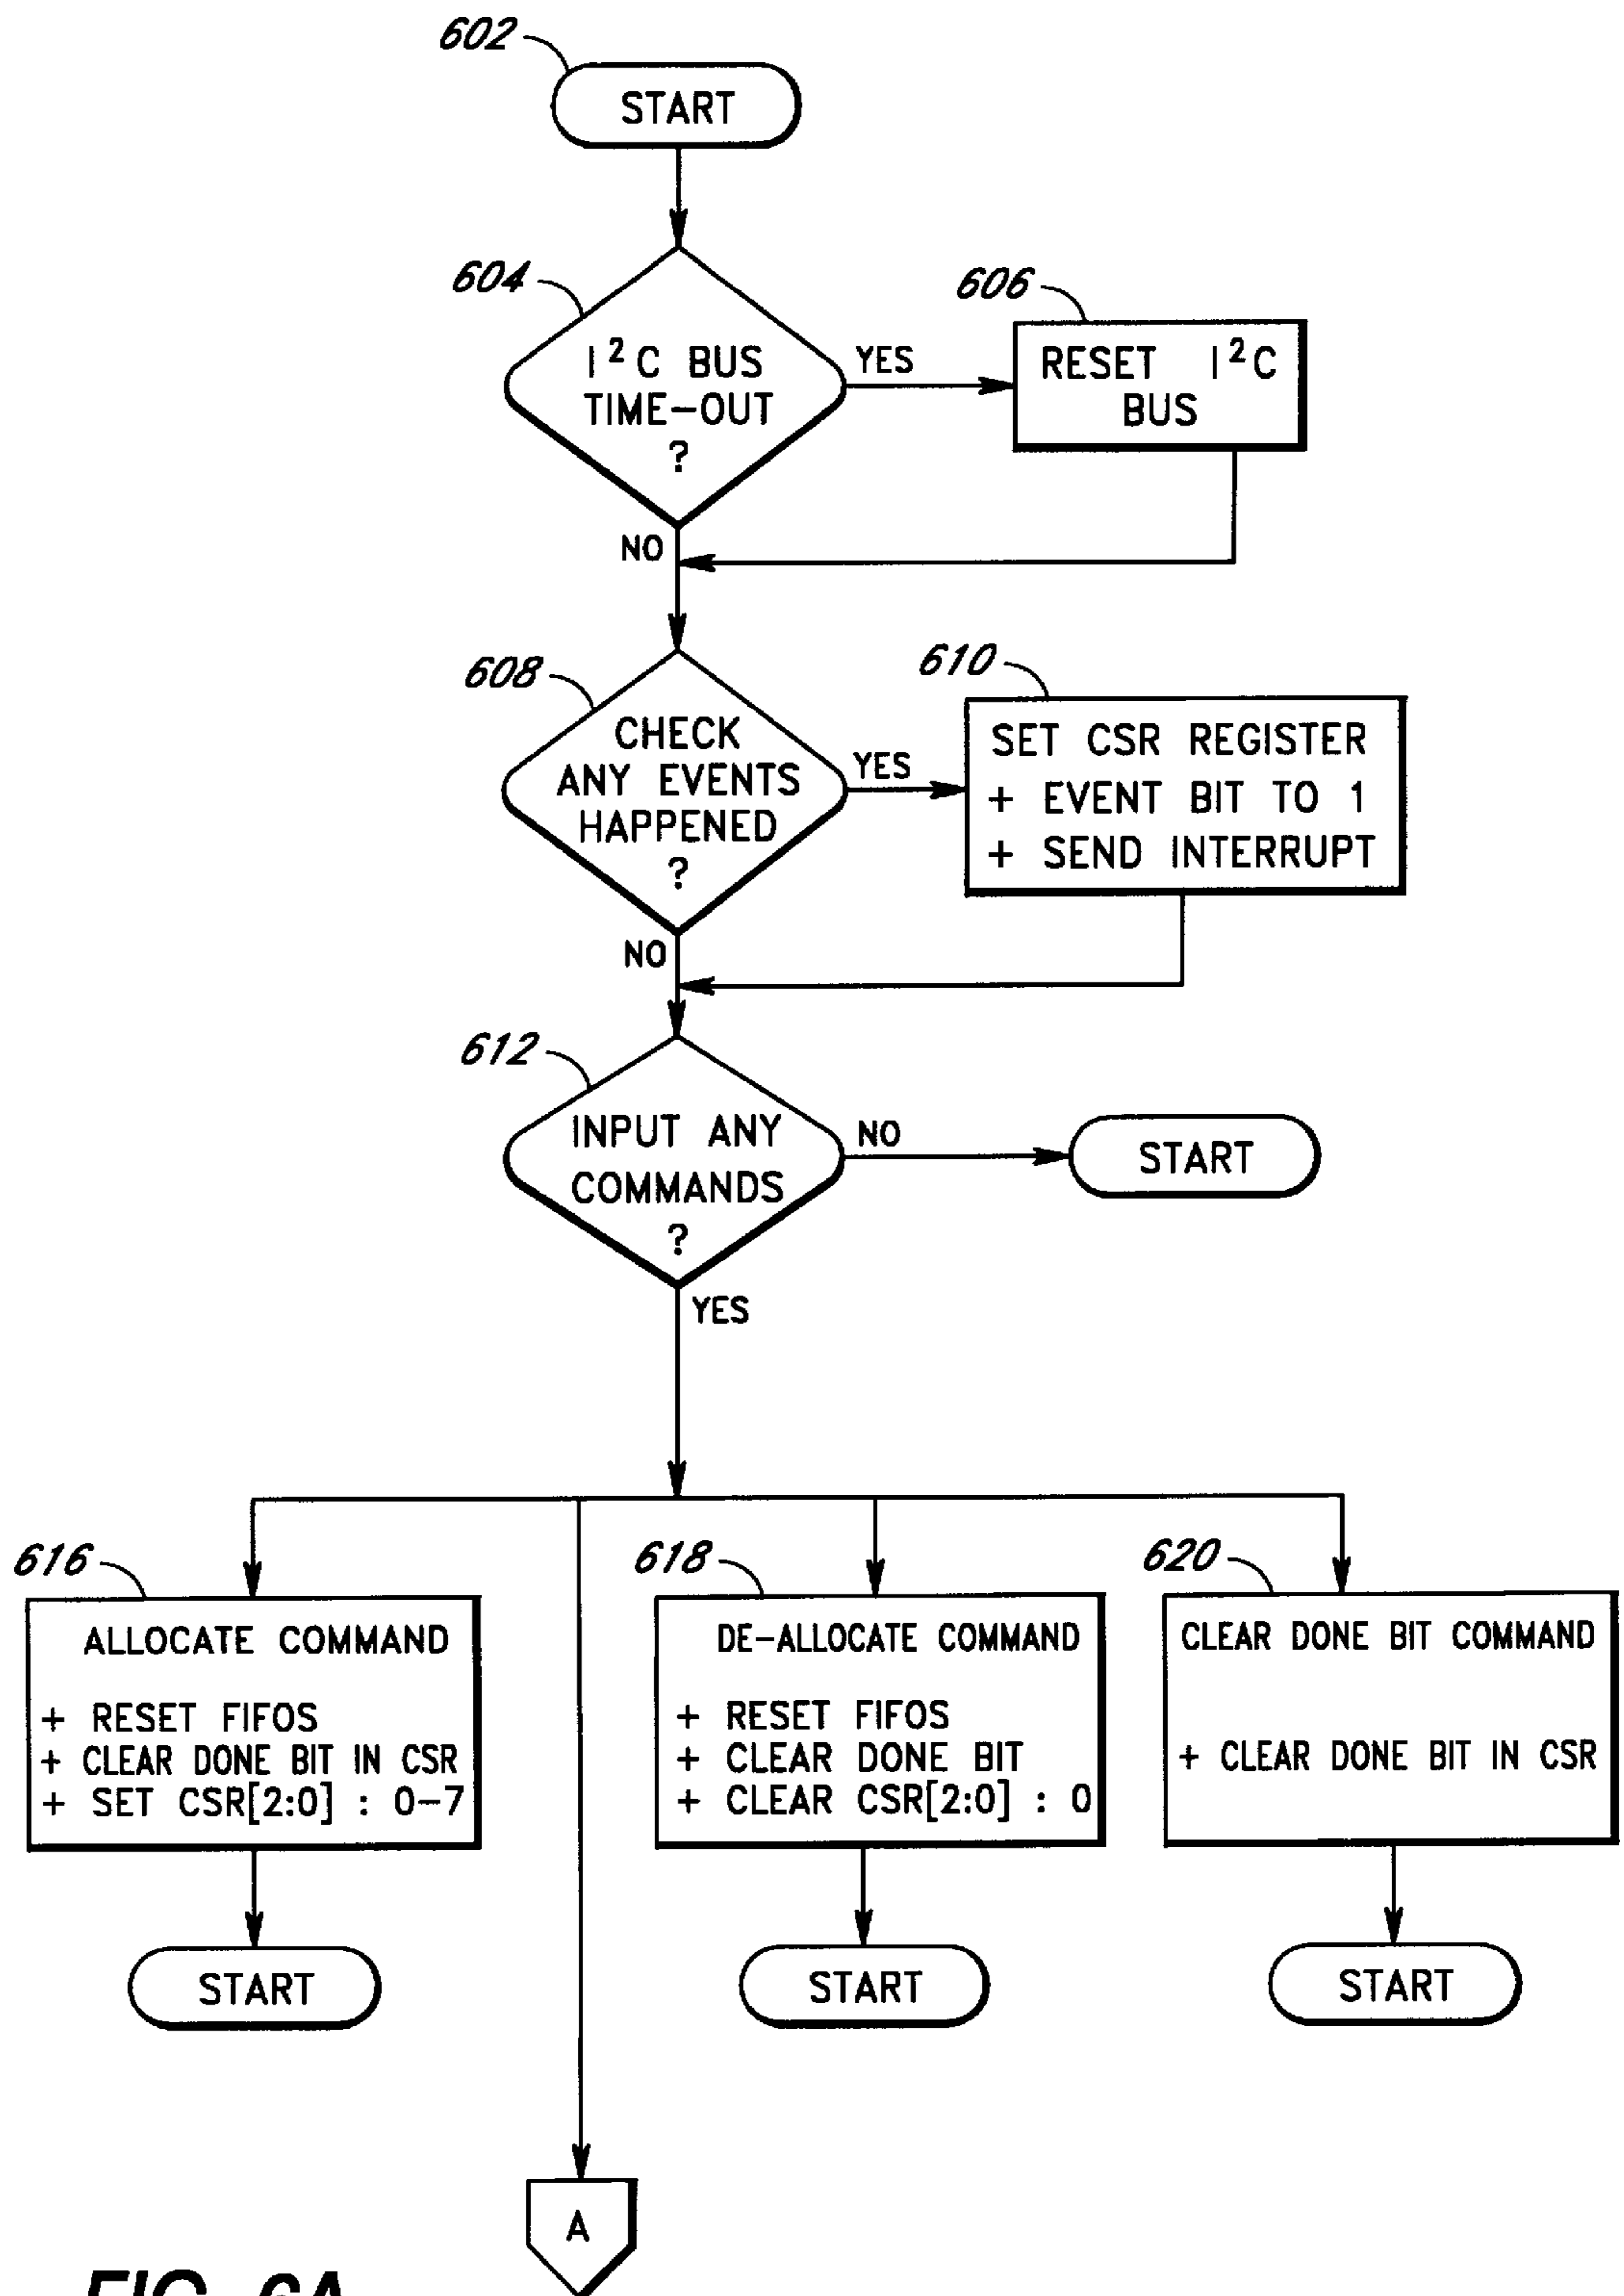 602
START
604
I²C BUS
TIME-OUT
?
YES
606
RESET I²C
BUS
NO
608
CHECK
ANY EVENTS
HAPPENED
?
YES
610
SET CSR REGISTER
+ EVENT BIT TO 1
+ SEND INTERRUPT
NO
612
INPUT ANY
COMMANDS
?
NO
START
YES
616
ALLOCATE COMMAND
+ RESET FIFOS
+ CLEAR DONE BIT IN CSR
+ SET CSR[2:0] : 0-7
START
618
DE-ALLOCATE COMMAND
+ RESET FIFOS
+ CLEAR DONE BIT
+ CLEAR CSR[2:0] : 0
START
620
CLEAR DONE BIT COMMAND
+ CLEAR DONE BIT IN CSR
START
A
FIG. 6A